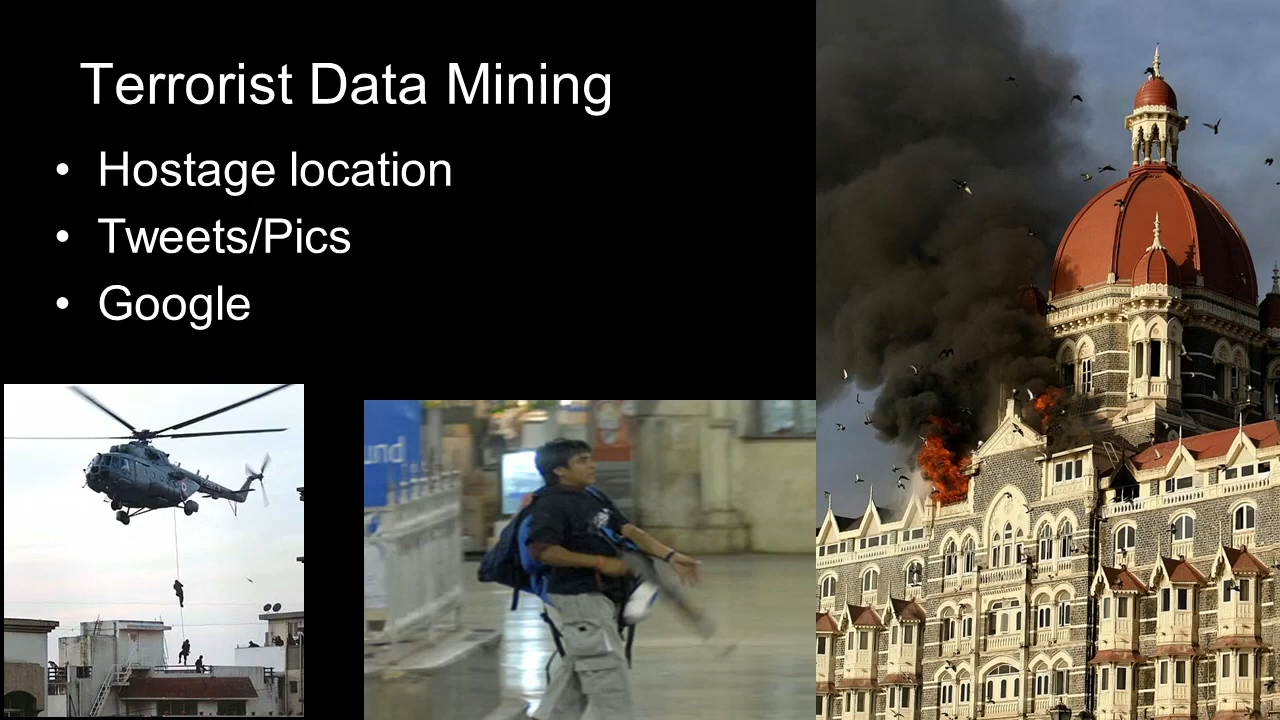 Terrorist Data Mining
• Hostage location
• Tweets/Pics
• Google
und